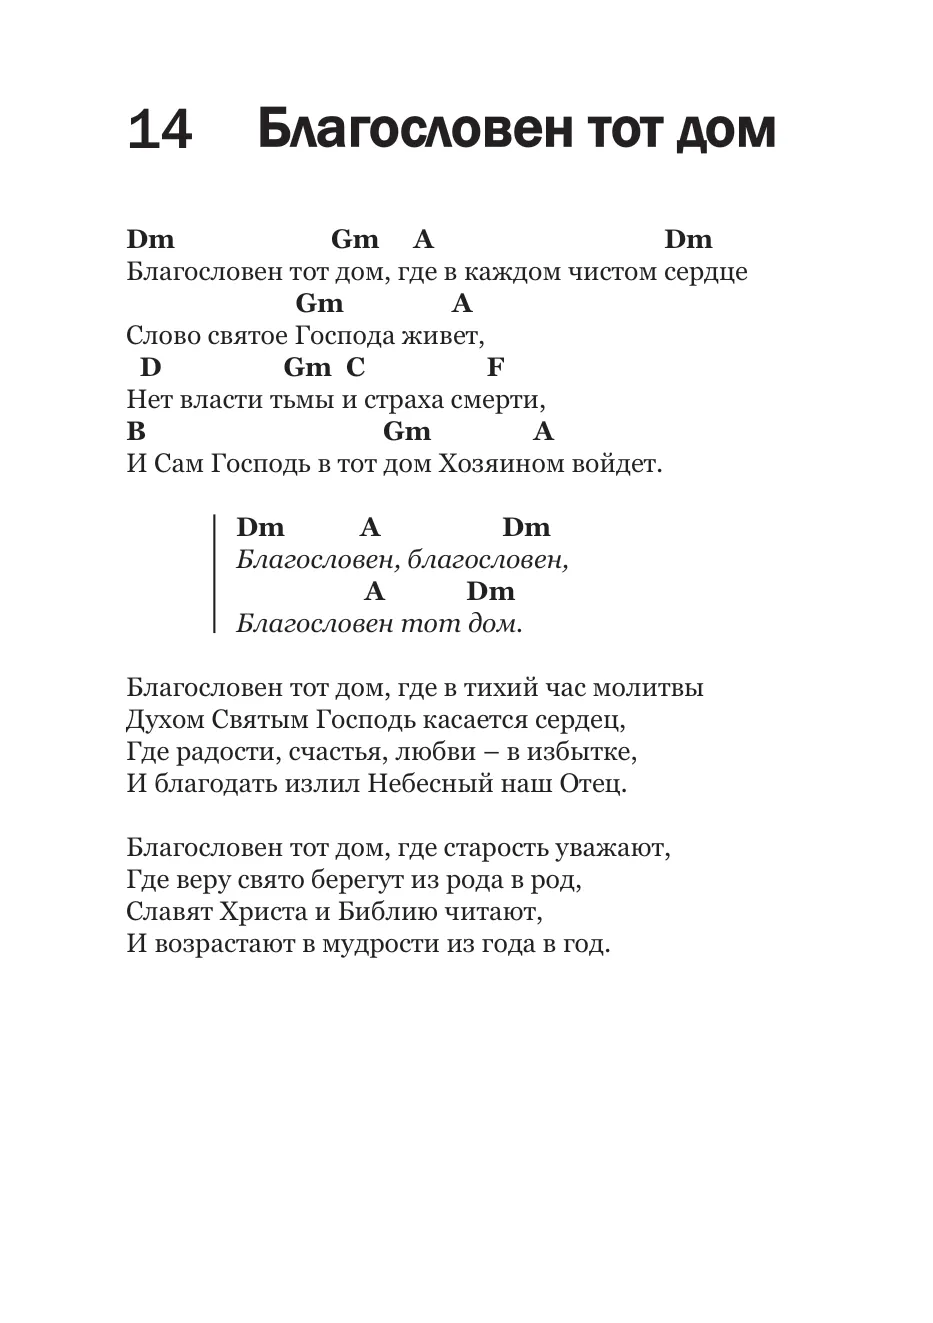 14 Благословен тот дом
Dm Gm A Dm
Благословен тот дом, где в каждом чистом сердце
Gm A
Слово святое Господа живет,
D Gm C F
Нет власти тьмы и страха смерти,
B Gm A
И Сам Господь в тот дом Хозяином войдет.
Dm A Dm
Благословен, благословен,
A Dm
Благословен тот дом.
Благословен тот дом, где в тихий час молитвы
Духом Святым Господь касается сердец,
Где радости, счастья, любви – в избытке,
И благодать излил Небесный наш Отец.
Благословен тот дом, где старость уважают,
Где веру свято берегут из рода в род,
Славят Христа и Библию читают,
И возрастают в мудрости из года в год.